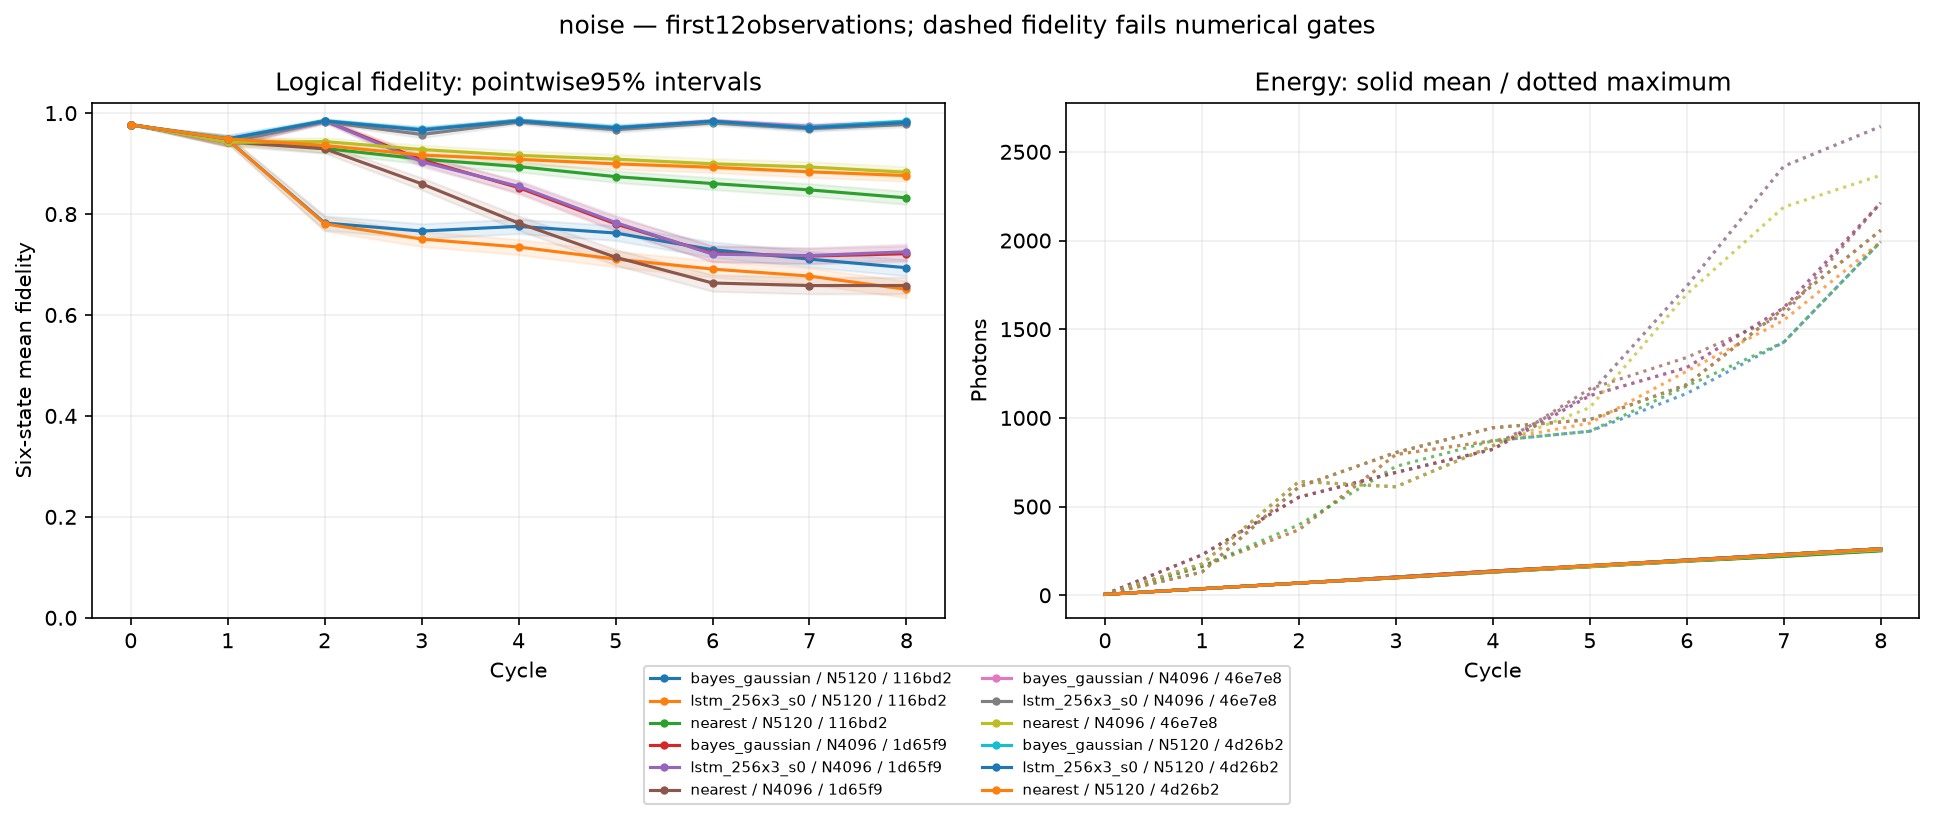 noise — first12observations; dashed fidelity fails numerical gates
Logical fidelity: pointwise95% intervals
Six-state mean fidelity
1.0
0.8
0.6
0.4
0.2
0.0
0 1 2 3 4 5 6 7 8
Cycle
Energy: solid mean / dotted maximum
Photons
2500
2000
1500
1000
500
0
0 1 2 3 4 5 6 7 8
Cycle
bayes_gaussian / N5120 / 116bd2
lstm_256x3_s0 / N5120 / 116bd2
nearest / N5120 / 116bd2
bayes_gaussian / N4096 / 1d65f9
lstm_256x3_s0 / N4096 / 1d65f9
nearest / N4096 / 1d65f9
bayes_gaussian / N4096 / 46e7e8
lstm_256x3_s0 / N4096 / 46e7e8
nearest / N4096 / 46e7e8
bayes_gaussian / N5120 / 4d26b2
lstm_256x3_s0 / N5120 / 4d26b2
nearest / N5120 / 4d26b2